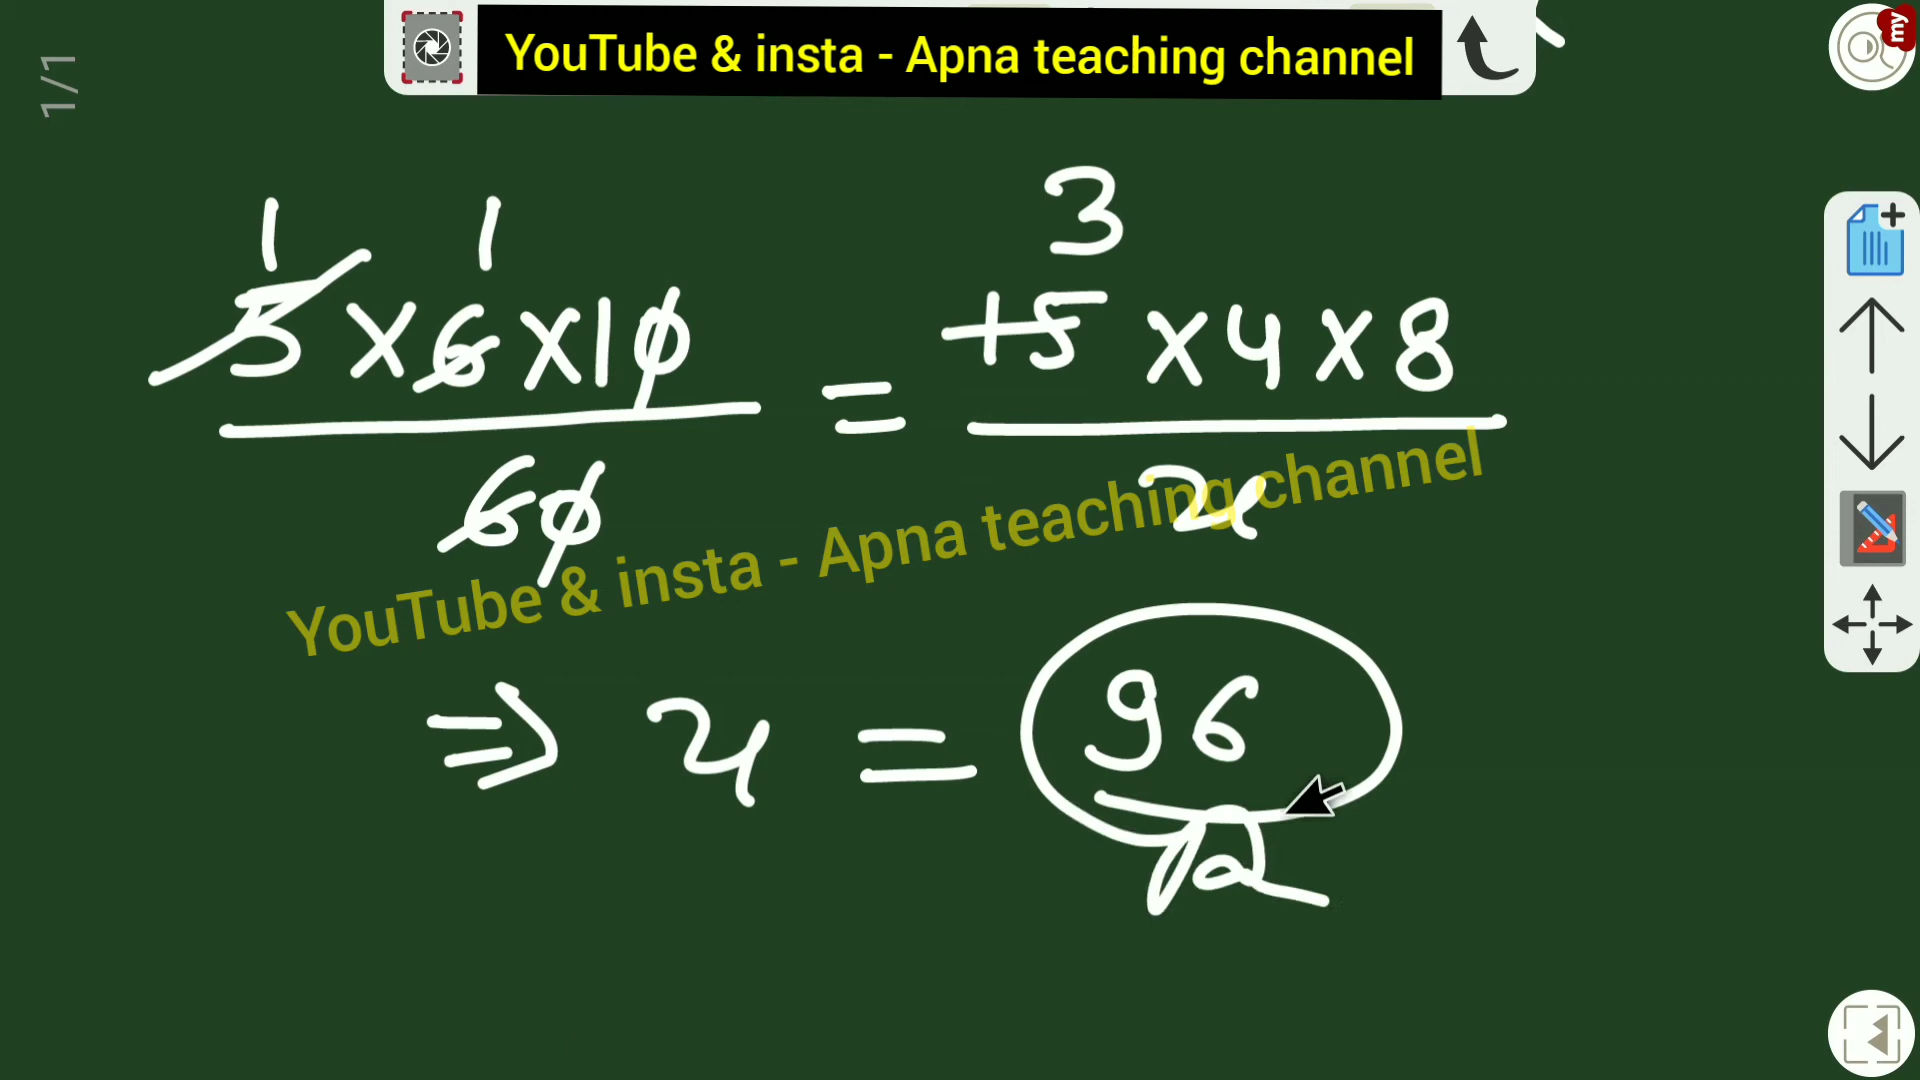 YouTube & insta - Apna teaching channel
my
1/1
1 1 3
5 × 6 × 10 = 15 × 4 × 8
60 x
YouTube & insta - Apna teaching channel
⇒ x = 96